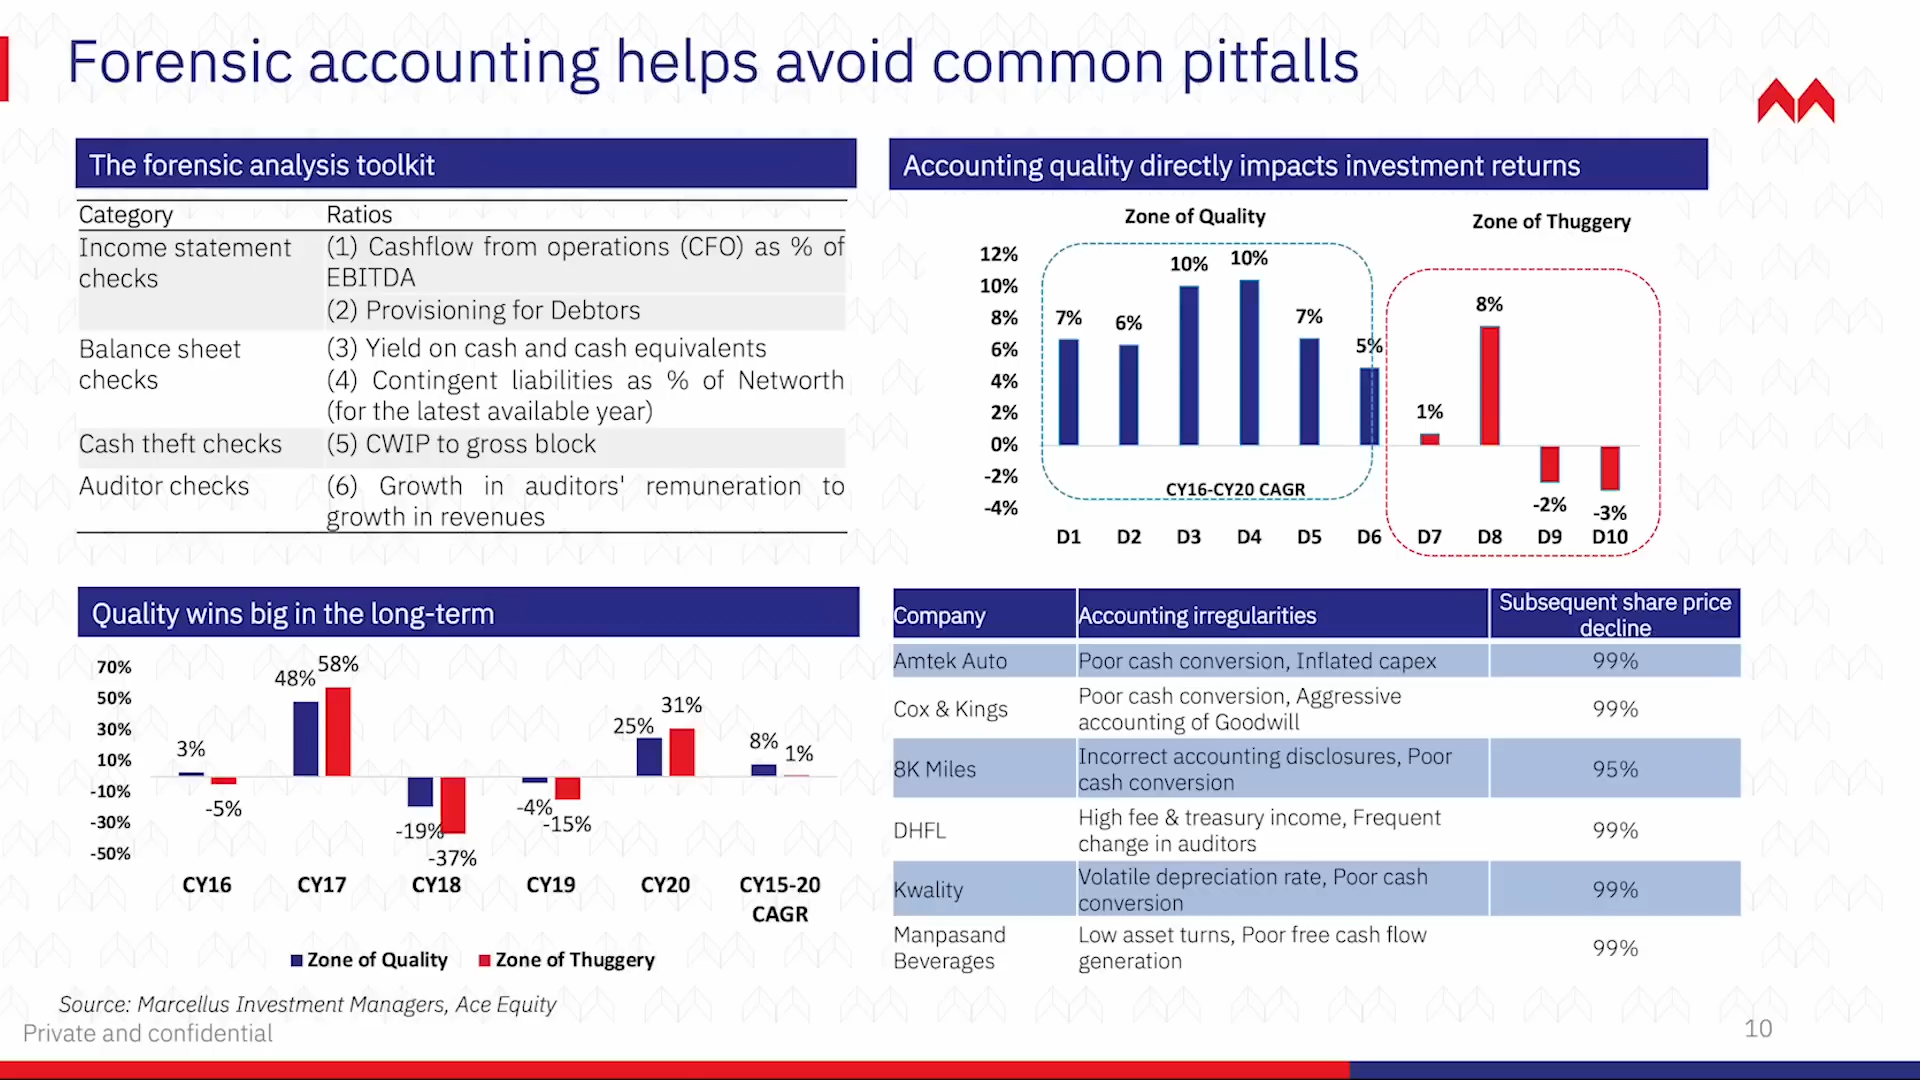 Forensic accounting helps avoid common pitfalls
The forensic analysis toolkit
Category Ratios
Income statement checks
(1) Cashflow from operations (CFO) as % of EBITDA
(2) Provisioning for Debtors
Balance sheet checks
(3) Yield on cash and cash equivalents
(4) Contingent liabilities as % of Networth (for the latest available year)
Cash theft checks (5) CWIP to gross block
Auditor checks (6) Growth in auditors' remuneration to growth in revenues
Accounting quality directly impacts investment returns
Zone of Quality Zone of Thuggery
12%
10%
8%
6%
4%
2%
0%
-2%
-4%
7% 6% 10% 10% 7% 5% 1% 8% -2% -3%
CY16-CY20 CAGR
D1 D2 D3 D4 D5 D6 D7 D8 D9 D10
Quality wins big in the long-term
70%
50%
30%
10%
-10%
-30%
-50%
3% -5% 48% 58% -19% -37% -4% -15% 25% 31% 8% 1%
CY16 CY17 CY18 CY19 CY20 CY15-20 CAGR
Zone of Quality Zone of Thuggery
Company Accounting irregularities Subsequent share price decline
Amtek Auto Poor cash conversion, Inflated capex 99%
Cox & Kings Poor cash conversion, Aggressive accounting of Goodwill 99%
8K Miles Incorrect accounting disclosures, Poor cash conversion 95%
DHFL High fee & treasury income, Frequent change in auditors 99%
Kwality Volatile depreciation rate, Poor cash conversion 99%
Manpasand Beverages Low asset turns, Poor free cash flow generation 99%
Source: Marcellus Investment Managers, Ace Equity
Private and confidential
10